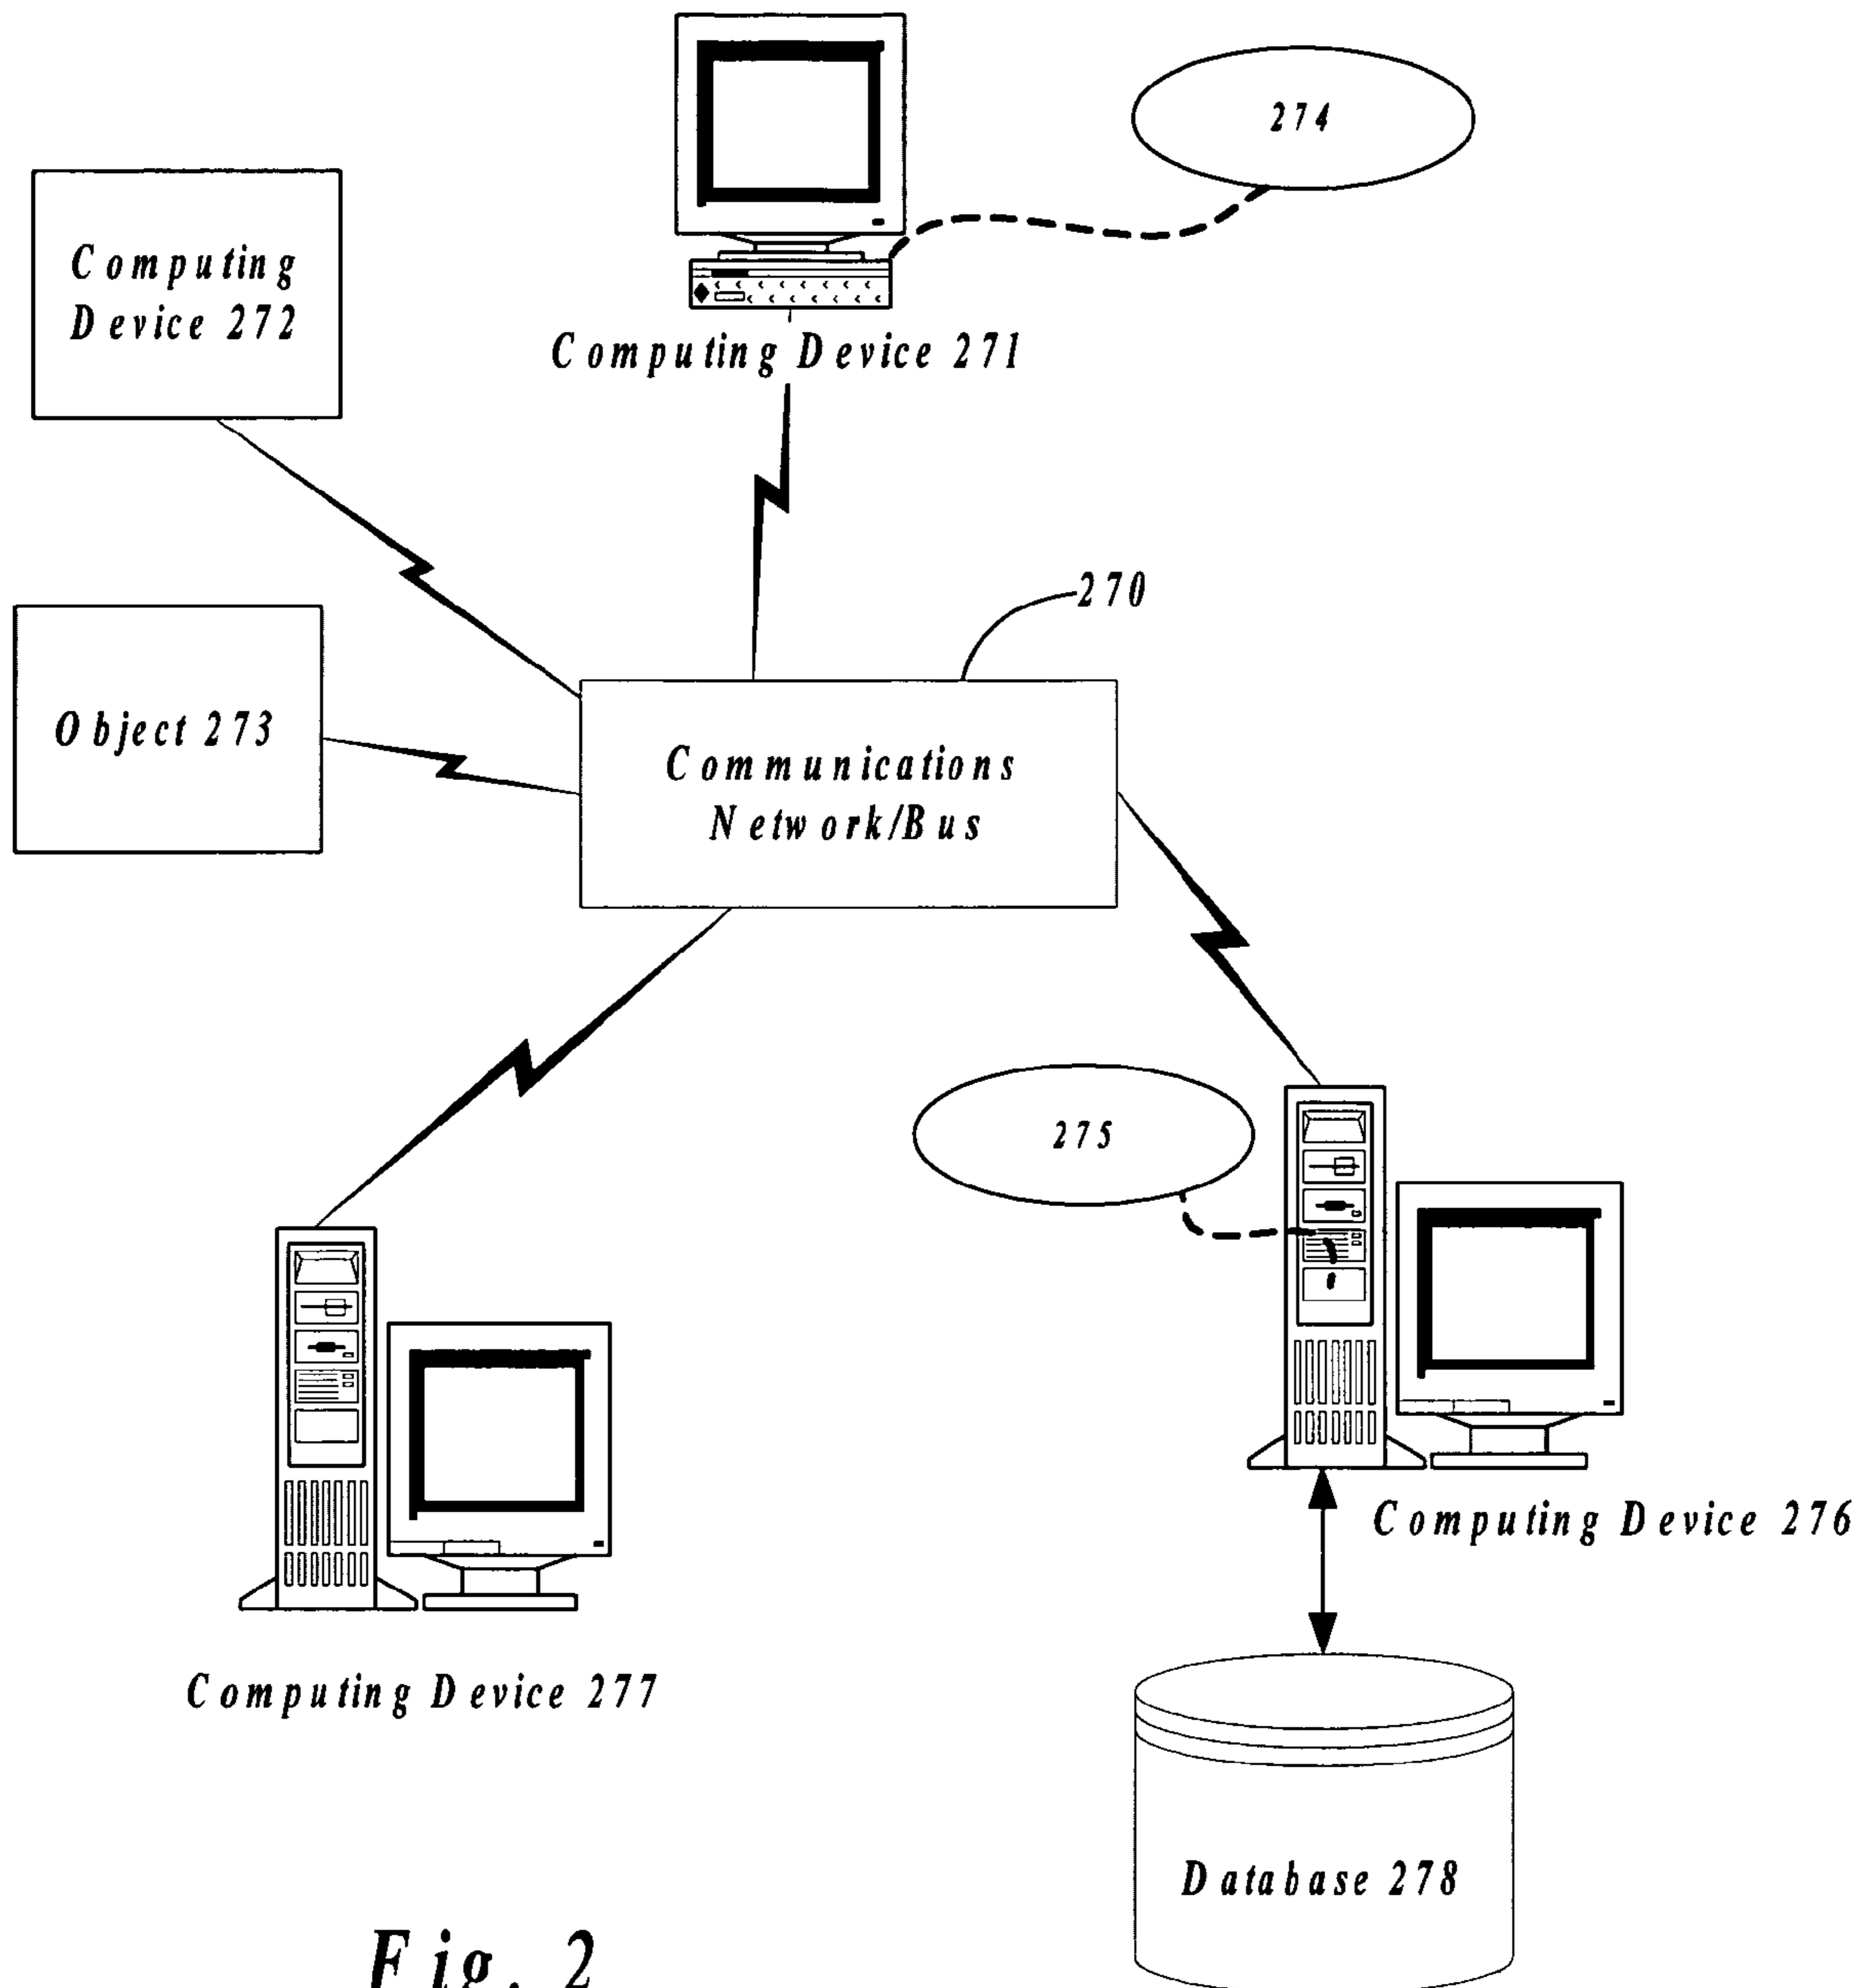 274
Computing
Device 272
Computing Device 271
270
Object 273
Communications
Network/Bus
275
Computing Device 276
Computing Device 277
Database 278
Fig. 2